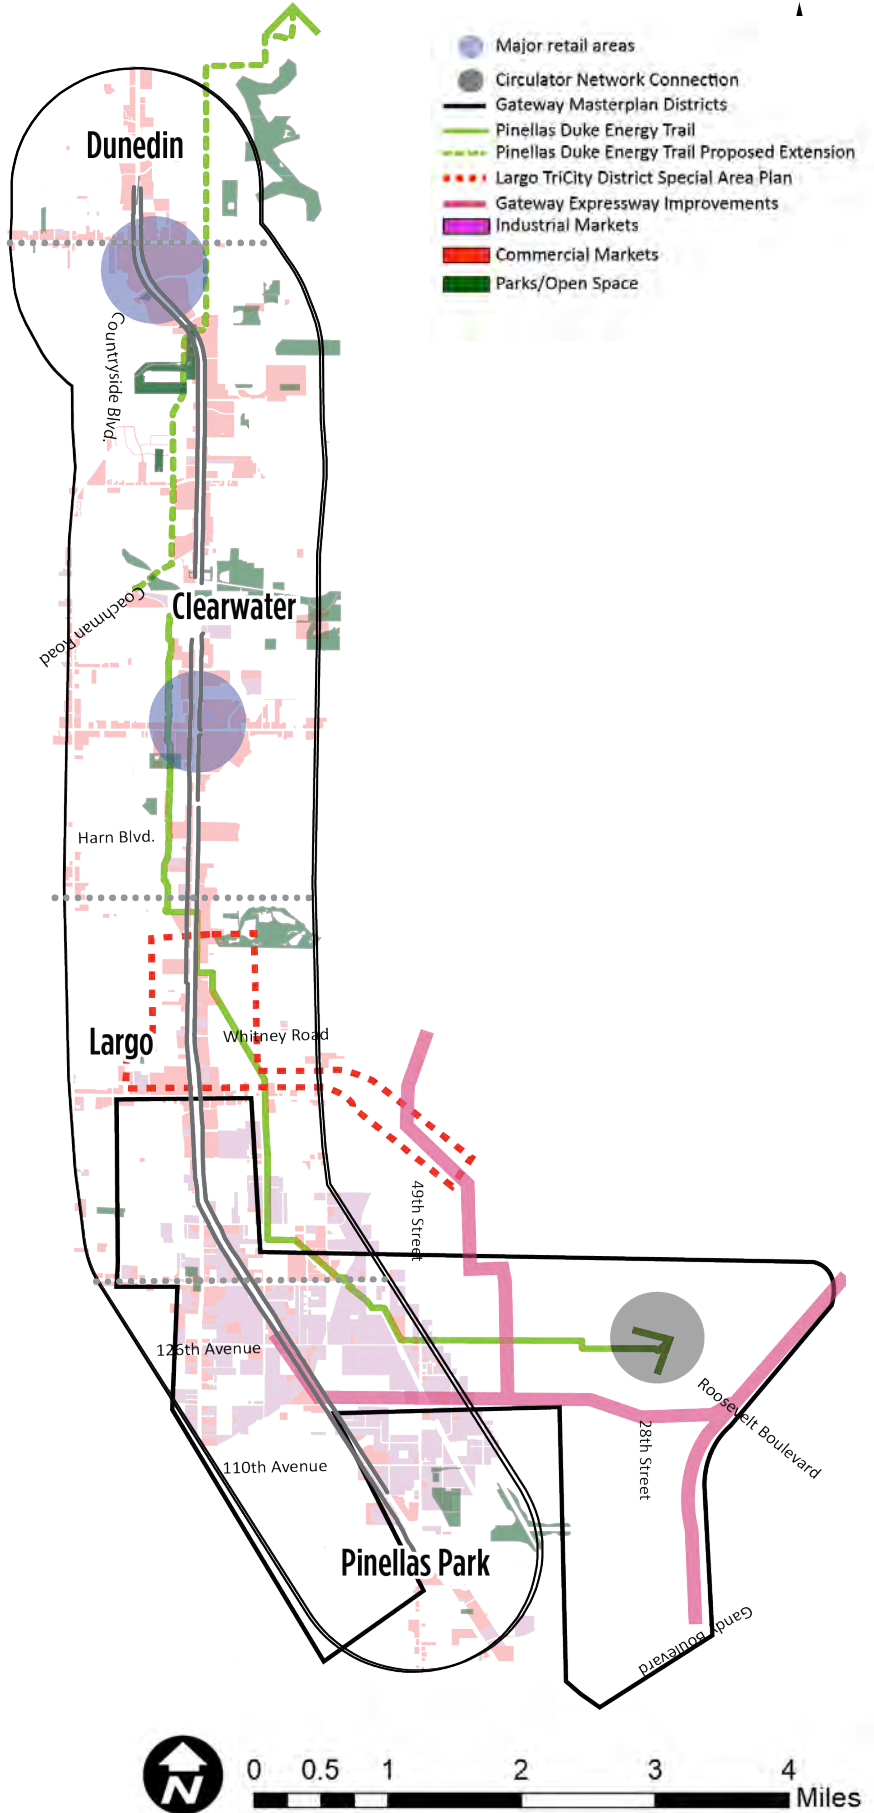 Major retail areas
Circulator Network Connection
Gateway Masterplan Districts
Pinellas Duke Energy Trail
Pinellas Duke Energy Trail Proposed Extension
Largo TriCity District Special Area Plan
Gateway Expressway Improvements
Industrial Markets
Commercial Markets
Parks/Open Space
Dunedin
Countryside Blvd.
Coachman Road
Clearwater
Harn Blvd.
Largo
Whitney Road
49th Street
126th Avenue
Roosevelt Boulevard
28th Street
110th Avenue
Pinellas Park
Gandy Boulevard
N
0 0.5 1 2 3 4
Miles